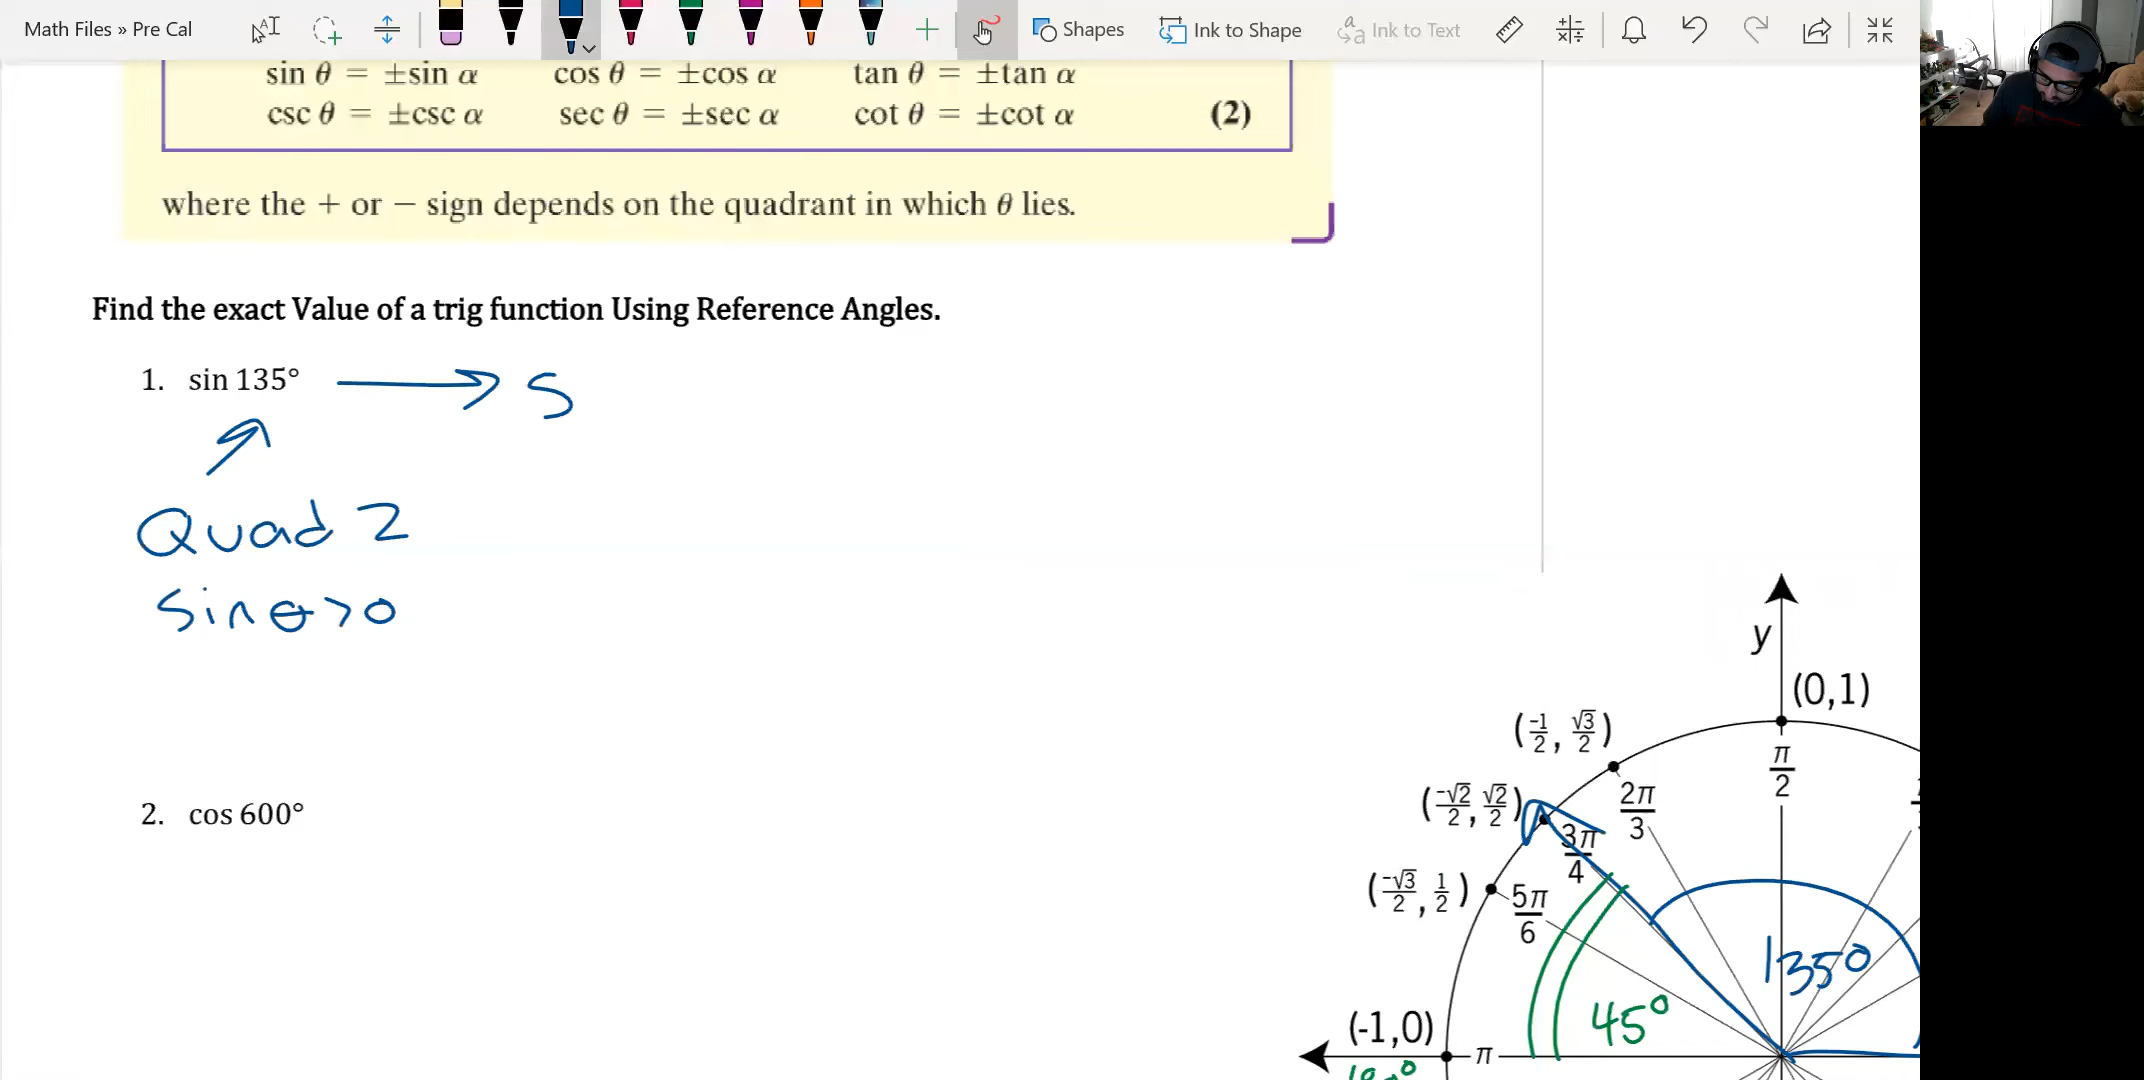 Math Files » Pre Cal
Shapes
Ink to Shape
Ink to Text
sin θ = ±sin α cos θ = ±cos α tan θ = ±tan α
csc θ = ±csc α sec θ = ±sec α cot θ = ±cot α (2)
where the + or − sign depends on the quadrant in which θ lies.
Find the exact Value of a trig function Using Reference Angles.
1. sin 135° → S
Quad 2
sin θ > 0
2. cos 600°
y
(0,1)
π/2
(-1/2, √3/2)
2π/3
(-√2/2, √2/2)
3π/4
(-√3/2, 1/2)
5π/6
135°
45°
(-1,0)
π